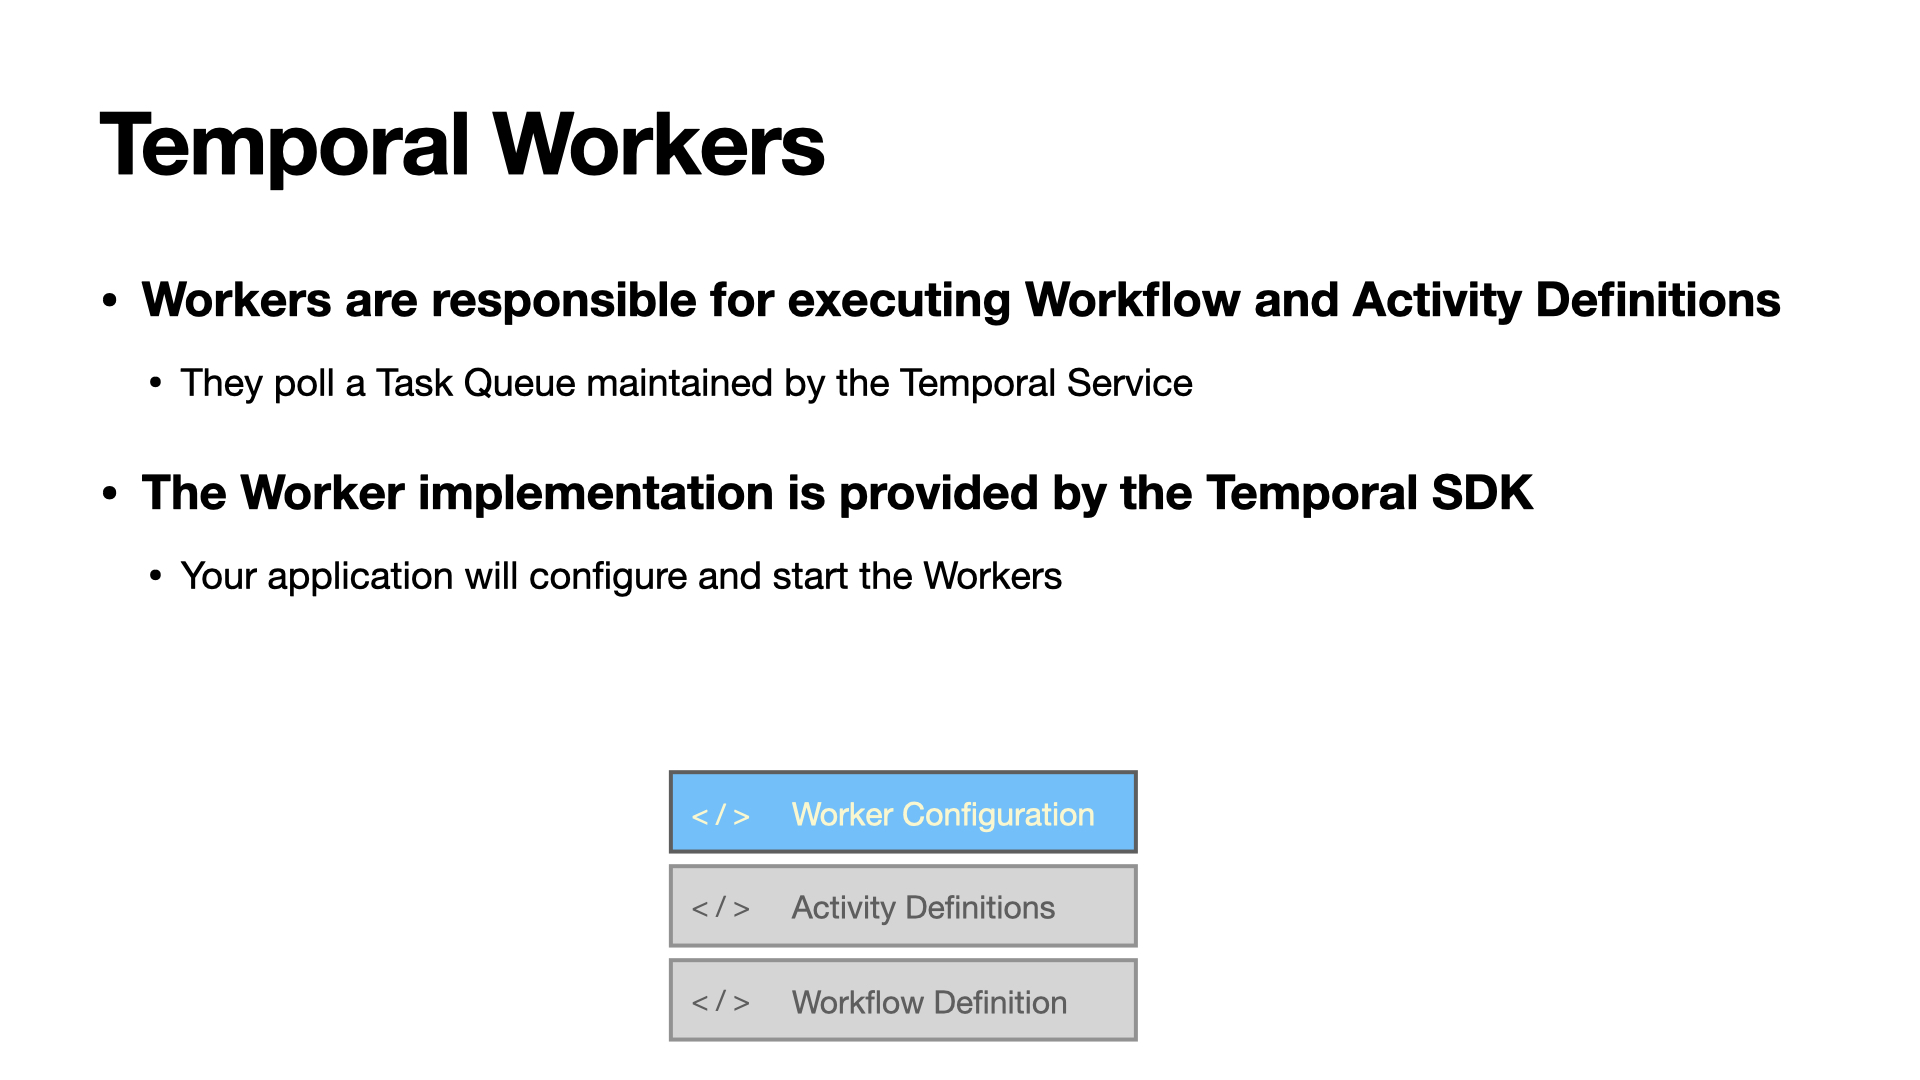 Temporal Workers
• Workers are responsible for executing Workflow and Activity Definitions
• They poll a Task Queue maintained by the Temporal Service
• The Worker implementation is provided by the Temporal SDK
• Your application will configure and start the Workers
</> Worker Configuration
</> Activity Definitions
</> Workflow Definition